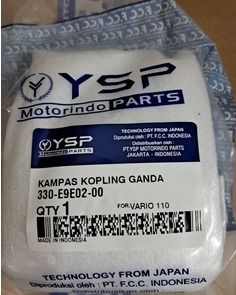 YSP
Motorindo PARTS
TECHNOLOGY FROM JAPAN
Diproduksi oleh : PT. F.C.C. INDONESIA
YSP
Motorindo PARTS
Didistribusikan oleh :
PT.YSP MOTORINDO PARTS
JAKARTA - INDONESIA
KAMPAS KOPLING GANDA
330-E9E02-00
QTY 1
FOR:VARIO 110
MADE IN INDONESIA
TECHNOLOGY FROM JAPAN
Diproduksi oleh : PT. F.C.C. INDONESIA